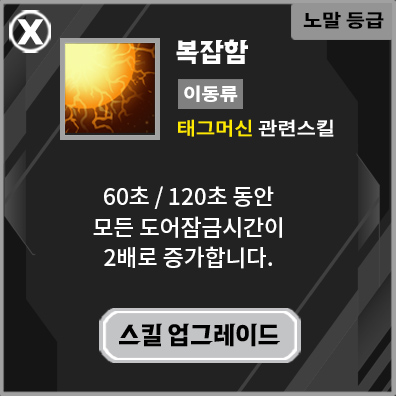 노말 등급
X
복잡함
이동류
태그머신 관련스킬
60초 / 120초 동안
모든 도어잠금시간이
2배로 증가합니다.
스킬 업그레이드